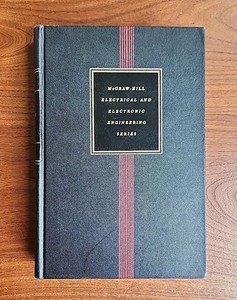 McGRAW-HILL
ELECTRICAL AND
ELECTRONIC
ENGINEERING
SERIES